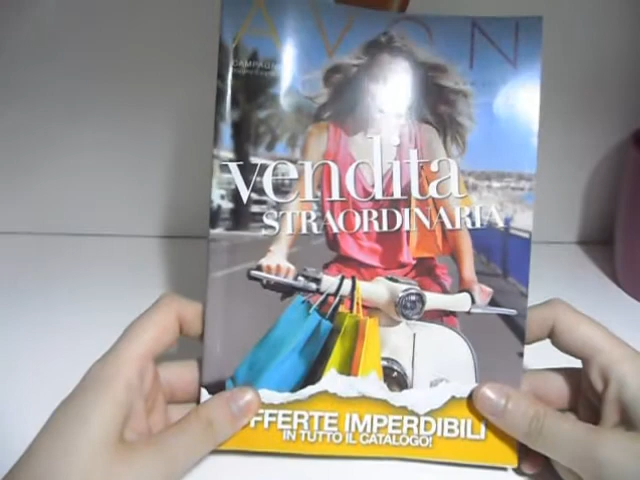 AVON
CAMPAGNA
vendita
STRAORDINARIA
OFFERTE IMPERDIBILI
IN TUTTO IL CATALOGO!